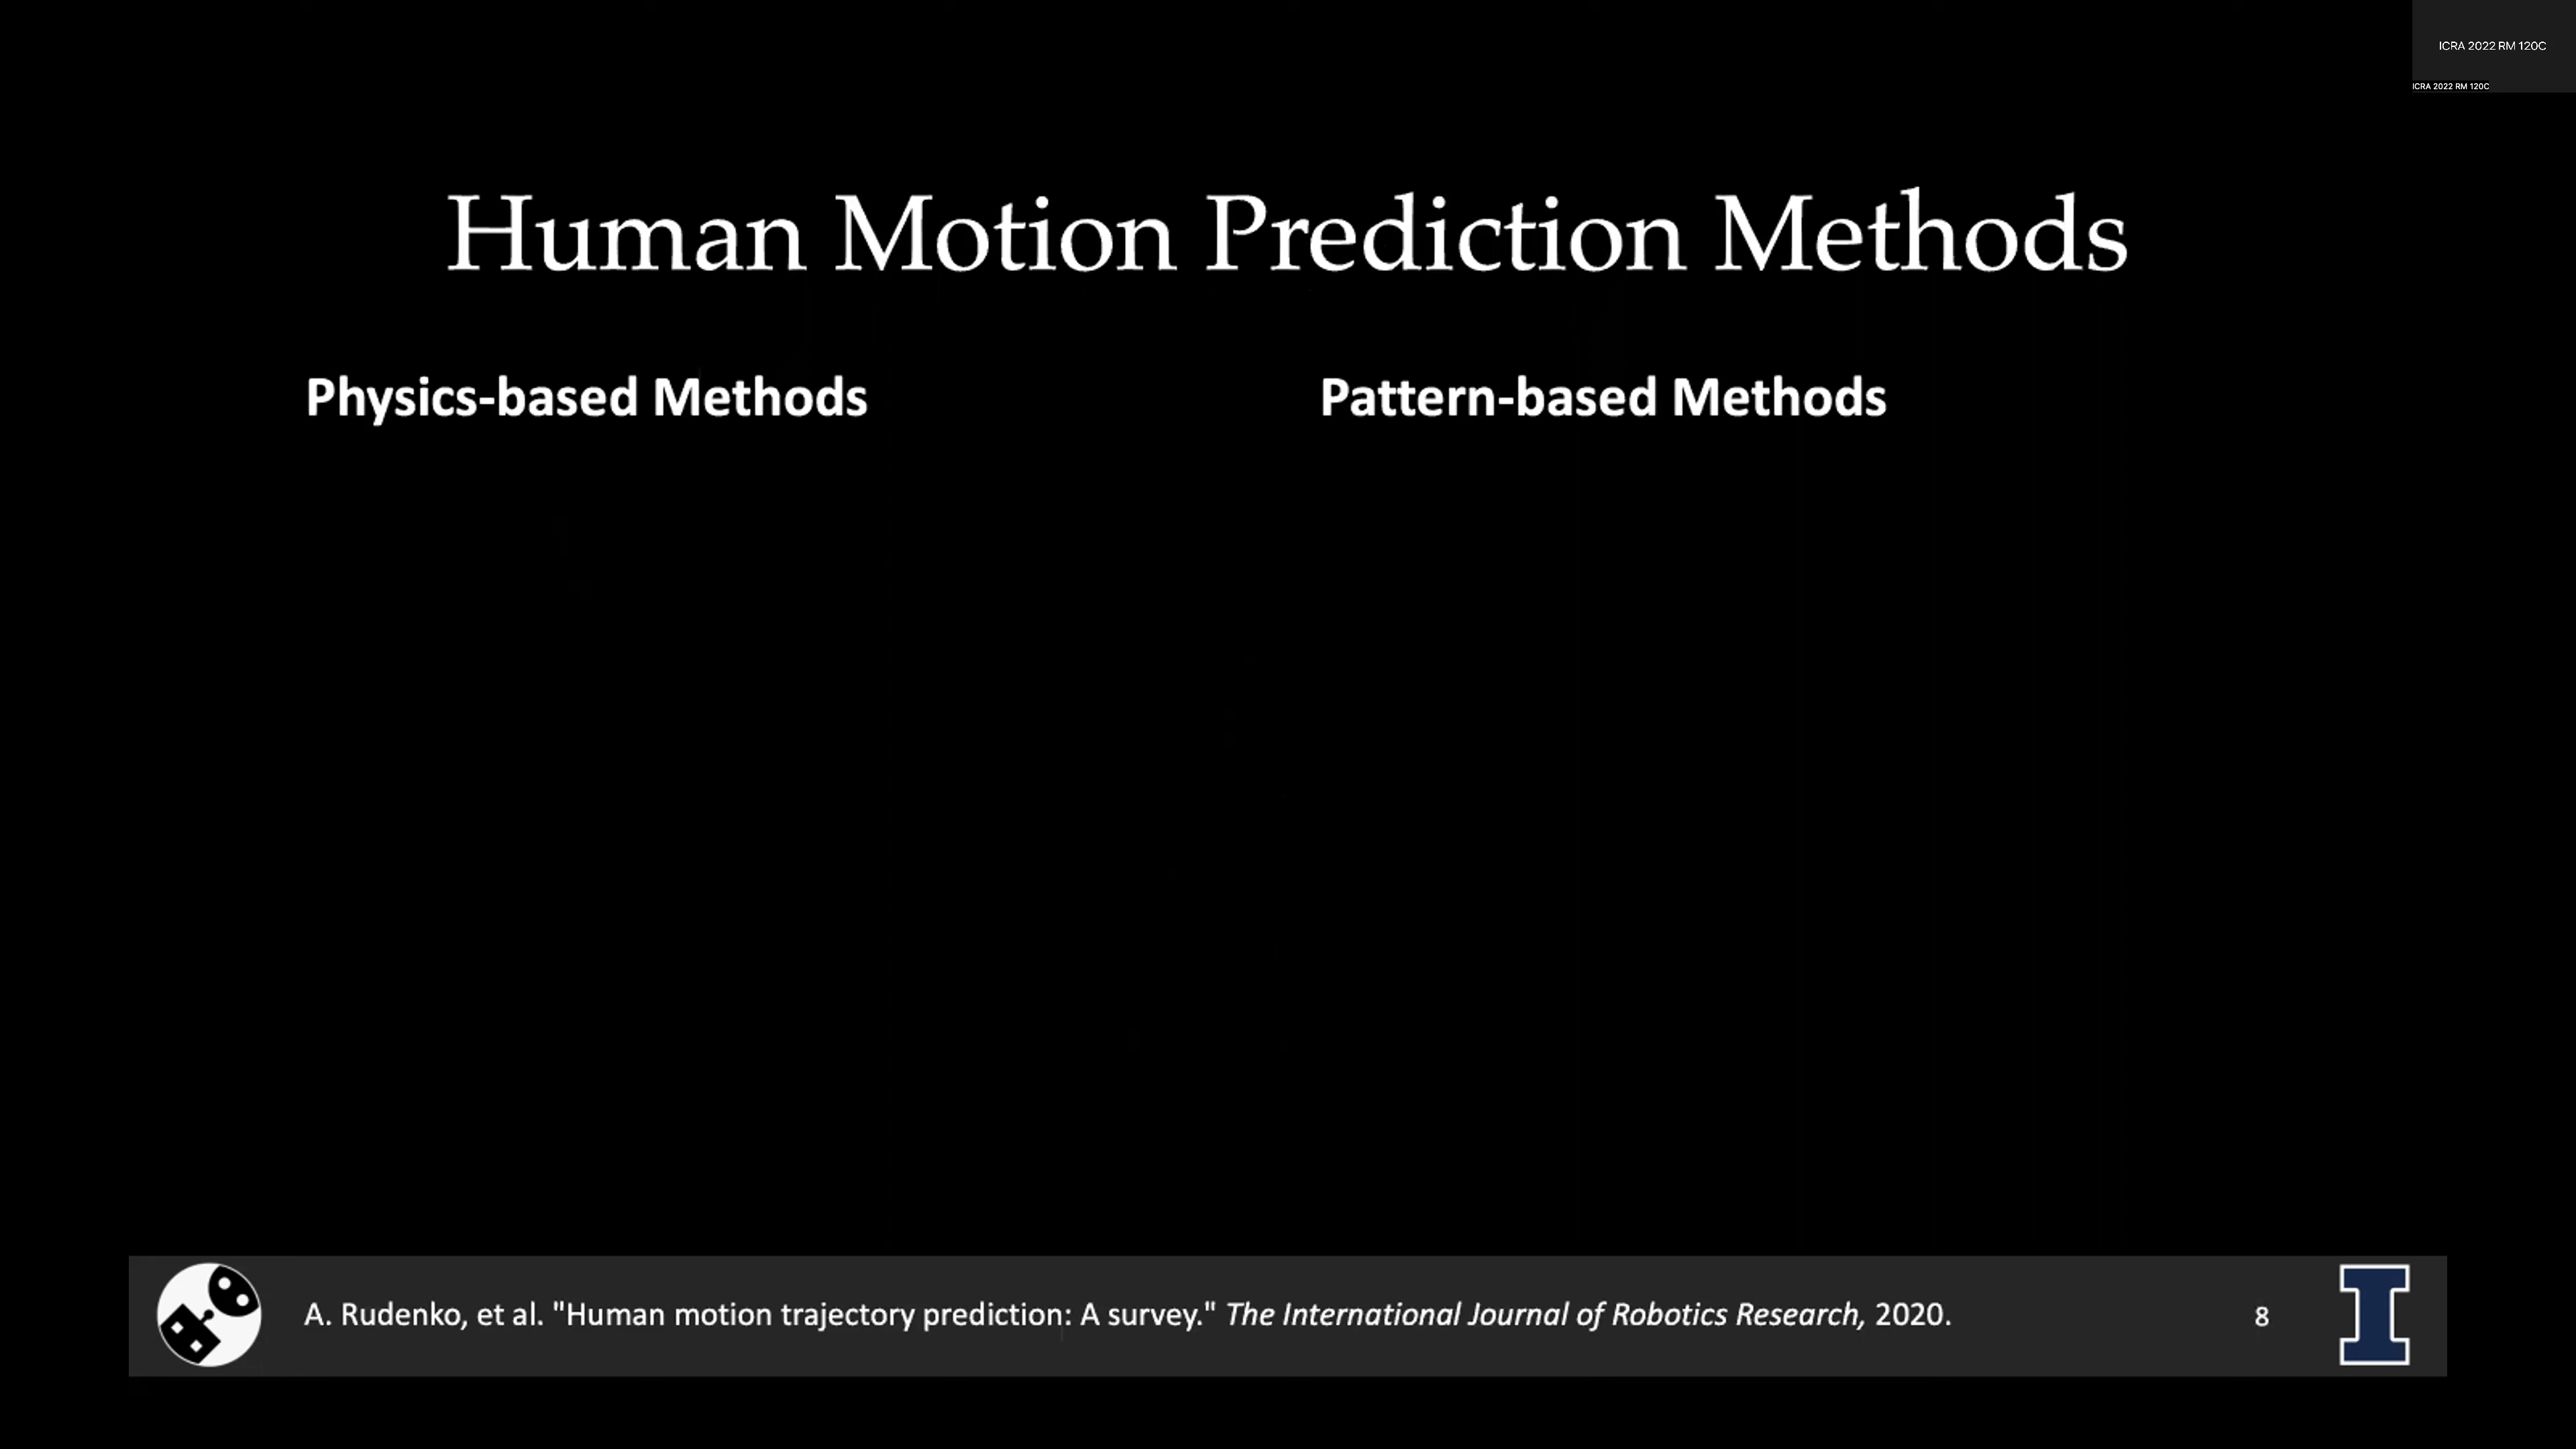 ICRA 2022 RM 120C
ICRA 2022 RM 120C
Human Motion Prediction Methods
Physics-based Methods
Pattern-based Methods
A. Rudenko, et al. "Human motion trajectory prediction: A survey." The International Journal of Robotics Research, 2020.
8
I